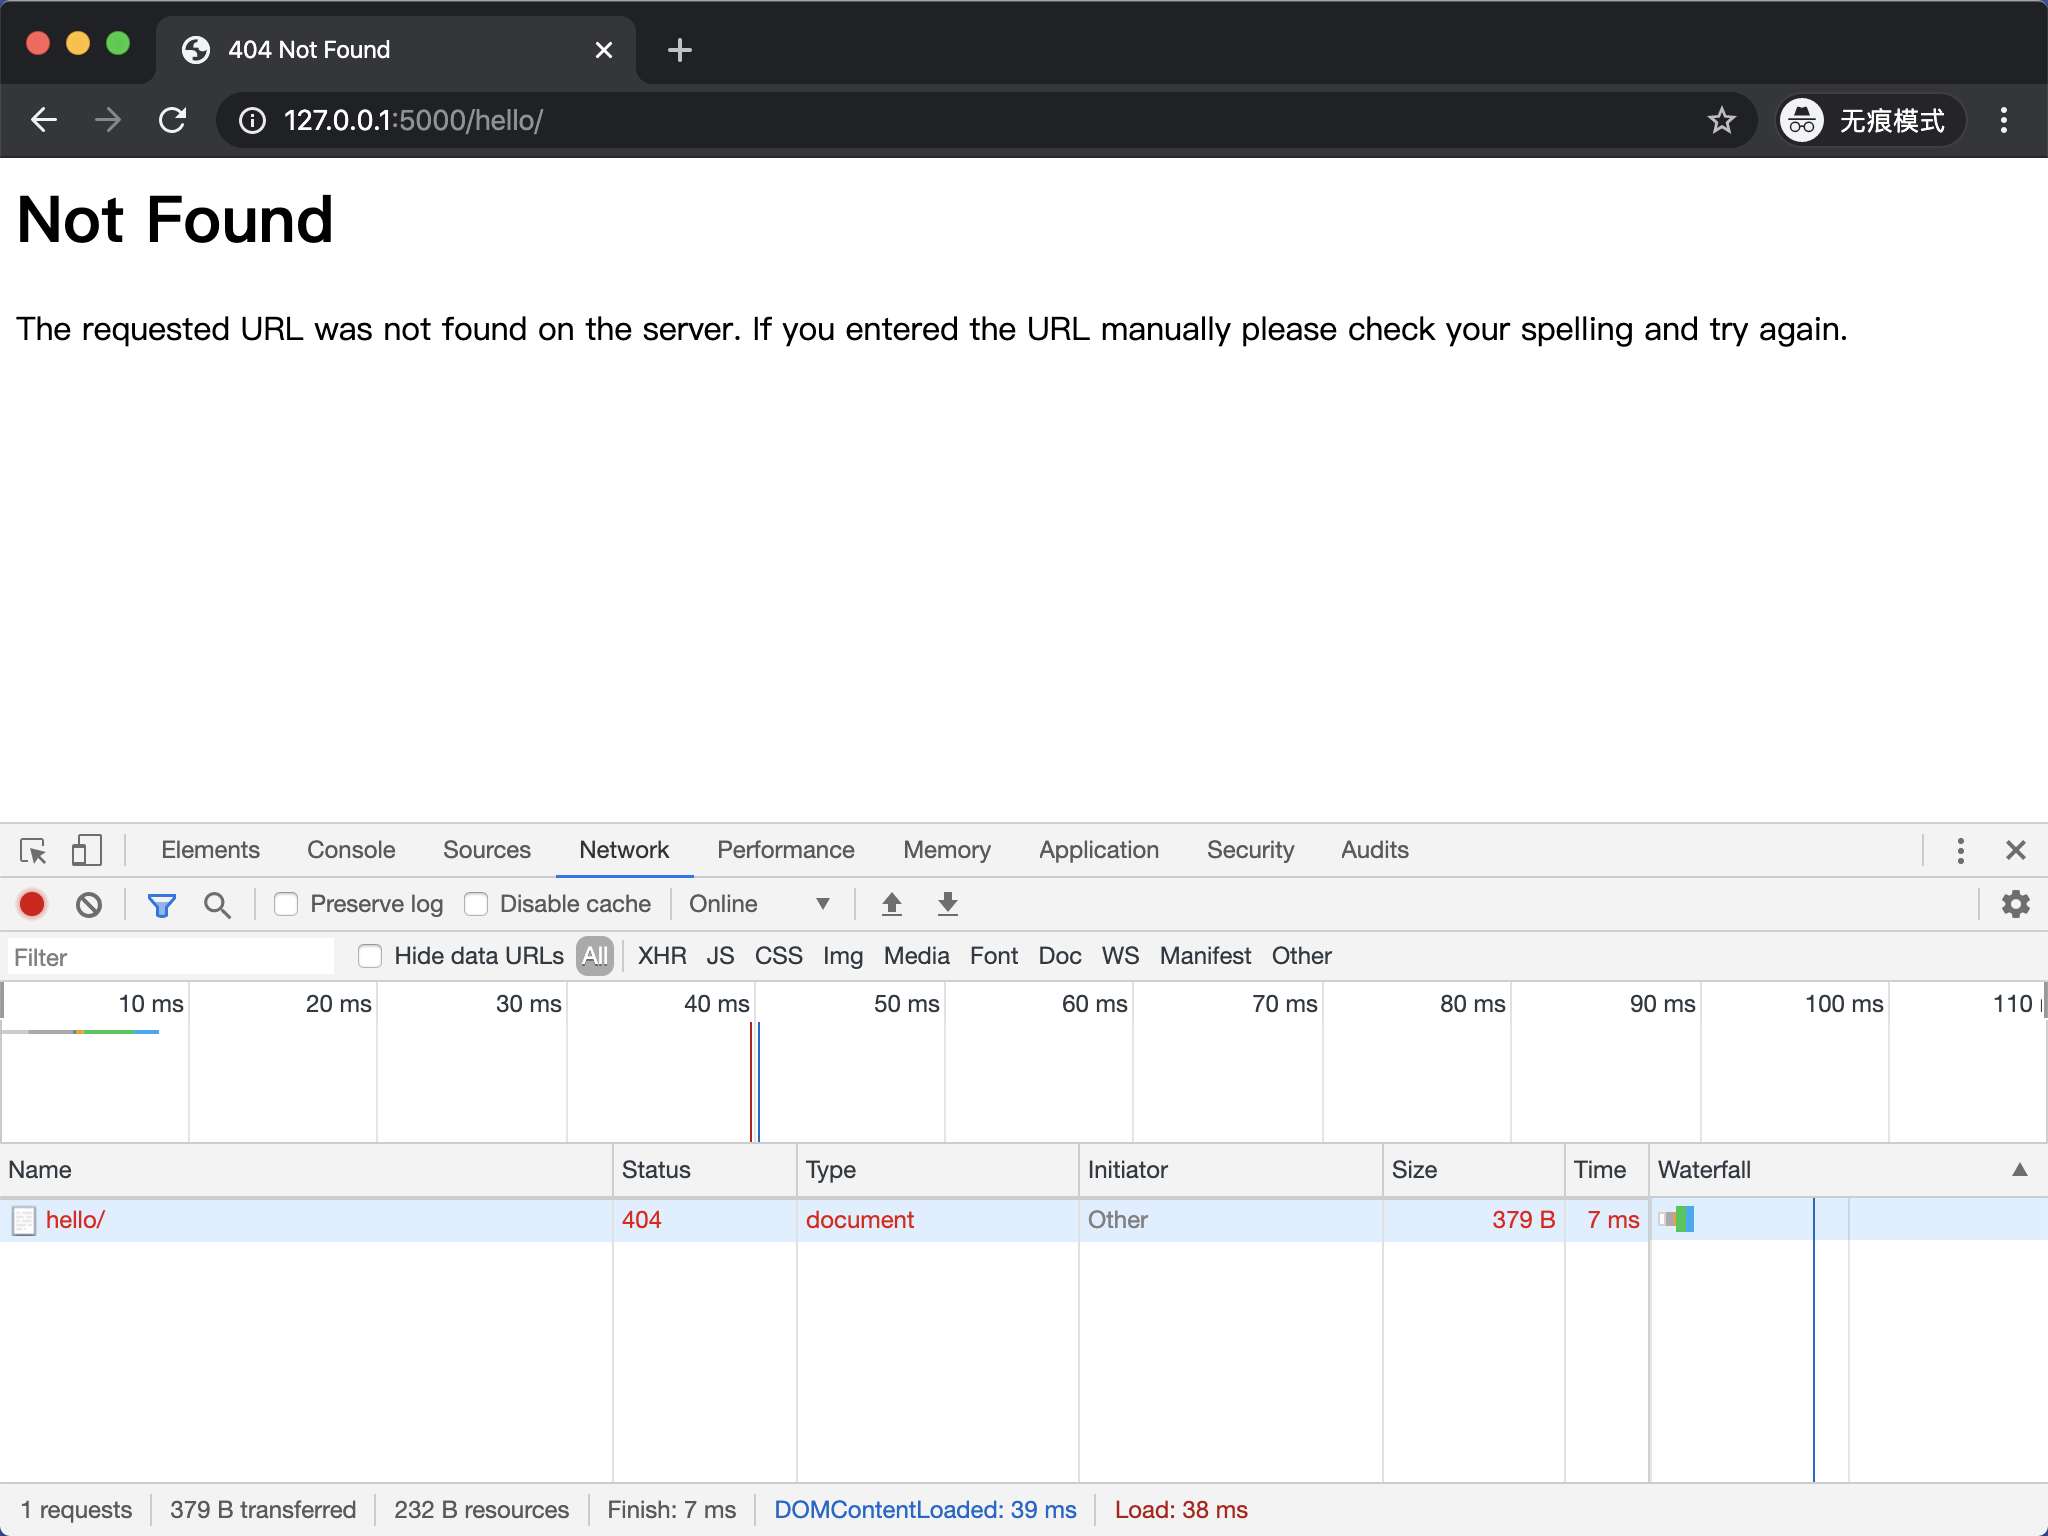 404 Not Found
127.0.0.1:5000/hello/
无痕模式
Not Found
The requested URL was not found on the server. If you entered the URL manually please check your spelling and try again.
Elements Console Sources Network Performance Memory Application Security Audits
Preserve log Disable cache Online
Filter Hide data URLs All XHR JS CSS Img Media Font Doc WS Manifest Other
10 ms 20 ms 30 ms 40 ms 50 ms 60 ms 70 ms 80 ms 90 ms 100 ms 110
Name Status Type Initiator Size Time Waterfall
hello/ 404 document Other 379 B 7 ms
1 requests 379 B transferred 232 B resources Finish: 7 ms DOMContentLoaded: 39 ms Load: 38 ms